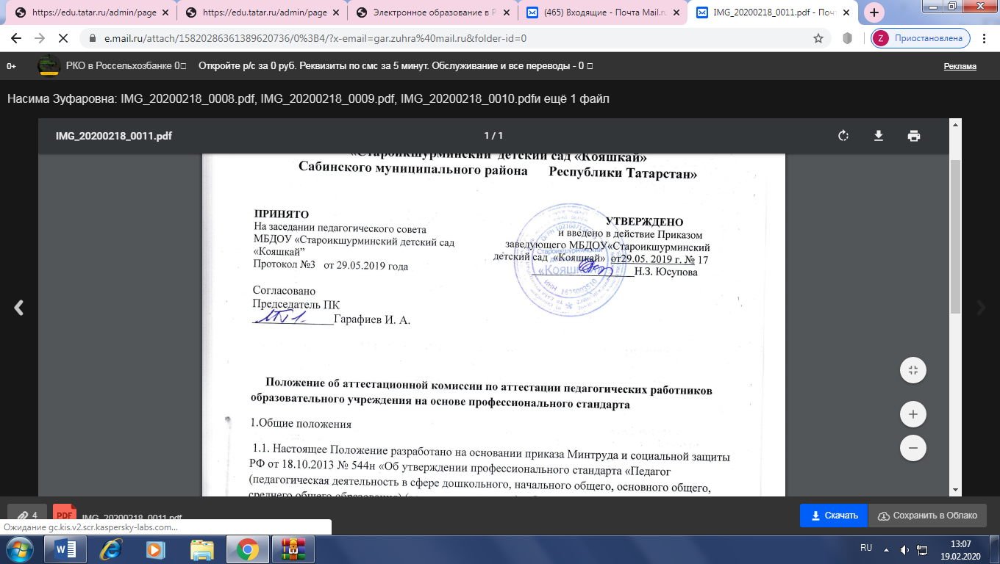 https://edu.tatar.ru/admin/page
https://edu.tatar.ru/admin/page
Электронное образование в Р
(465) Входящие - Почта Mail.ru
IMG_20200218_0011.pdf - Поч
e.mail.ru/attach/15820286361389620736/0%3B4/?x-email=gar.zuhra%40mail.ru&folder-id=0
Z Приостановлена
0+ РКО в Россельхозбанке 0 Откройте р/с за 0 руб. Реквизиты по смс за 5 минут. Обслуживание и все переводы - 0 Реклама
Насима Зуфаровна: IMG_20200218_0008.pdf, IMG_20200218_0009.pdf, IMG_20200218_0010.pdfи ещё 1 файл
IMG_20200218_0011.pdf 1 / 1
«Староикшурминский детский сад «Кояшкай»
Сабинского муниципального района Республики Татарстан»
ПРИНЯТО
На заседании педагогического совета
МБДОУ «Староикшурминский детский сад
«Кояшкай”
Протокол №3 от 29.05.2019 года
УТВЕРЖДЕНО
и введено в действие Приказом
заведующего МБДОУ«Староикшурминский
детский сад «Кояшкай» от29.05. 2019 г. № 17
Н.З. Юсупова
«Кояшкай»
ИНН 1635003510
Согласовано
Председатель ПК
Гарафиев И. А.
Положение об аттестационной комиссии по аттестации педагогических работников
образовательного учреждения на основе профессионального стандарта
1.Общие положения
1.1. Настоящее Положение разработано на основании приказа Минтруда и социальной защиты
РФ от 18.10.2013 № 544н «Об утверждении профессионального стандарта «Педагог
(педагогическая деятельность в сфере дошкольного, начального общего, основного общего,
среднего общего образования)
4 PDF IMG_20200218_0011.pdf
Скачать
Сохранить в Облако
Ожидание gc.kis.v2.scr.kaspersky-labs.com...
RU 13:07
19.02.2020